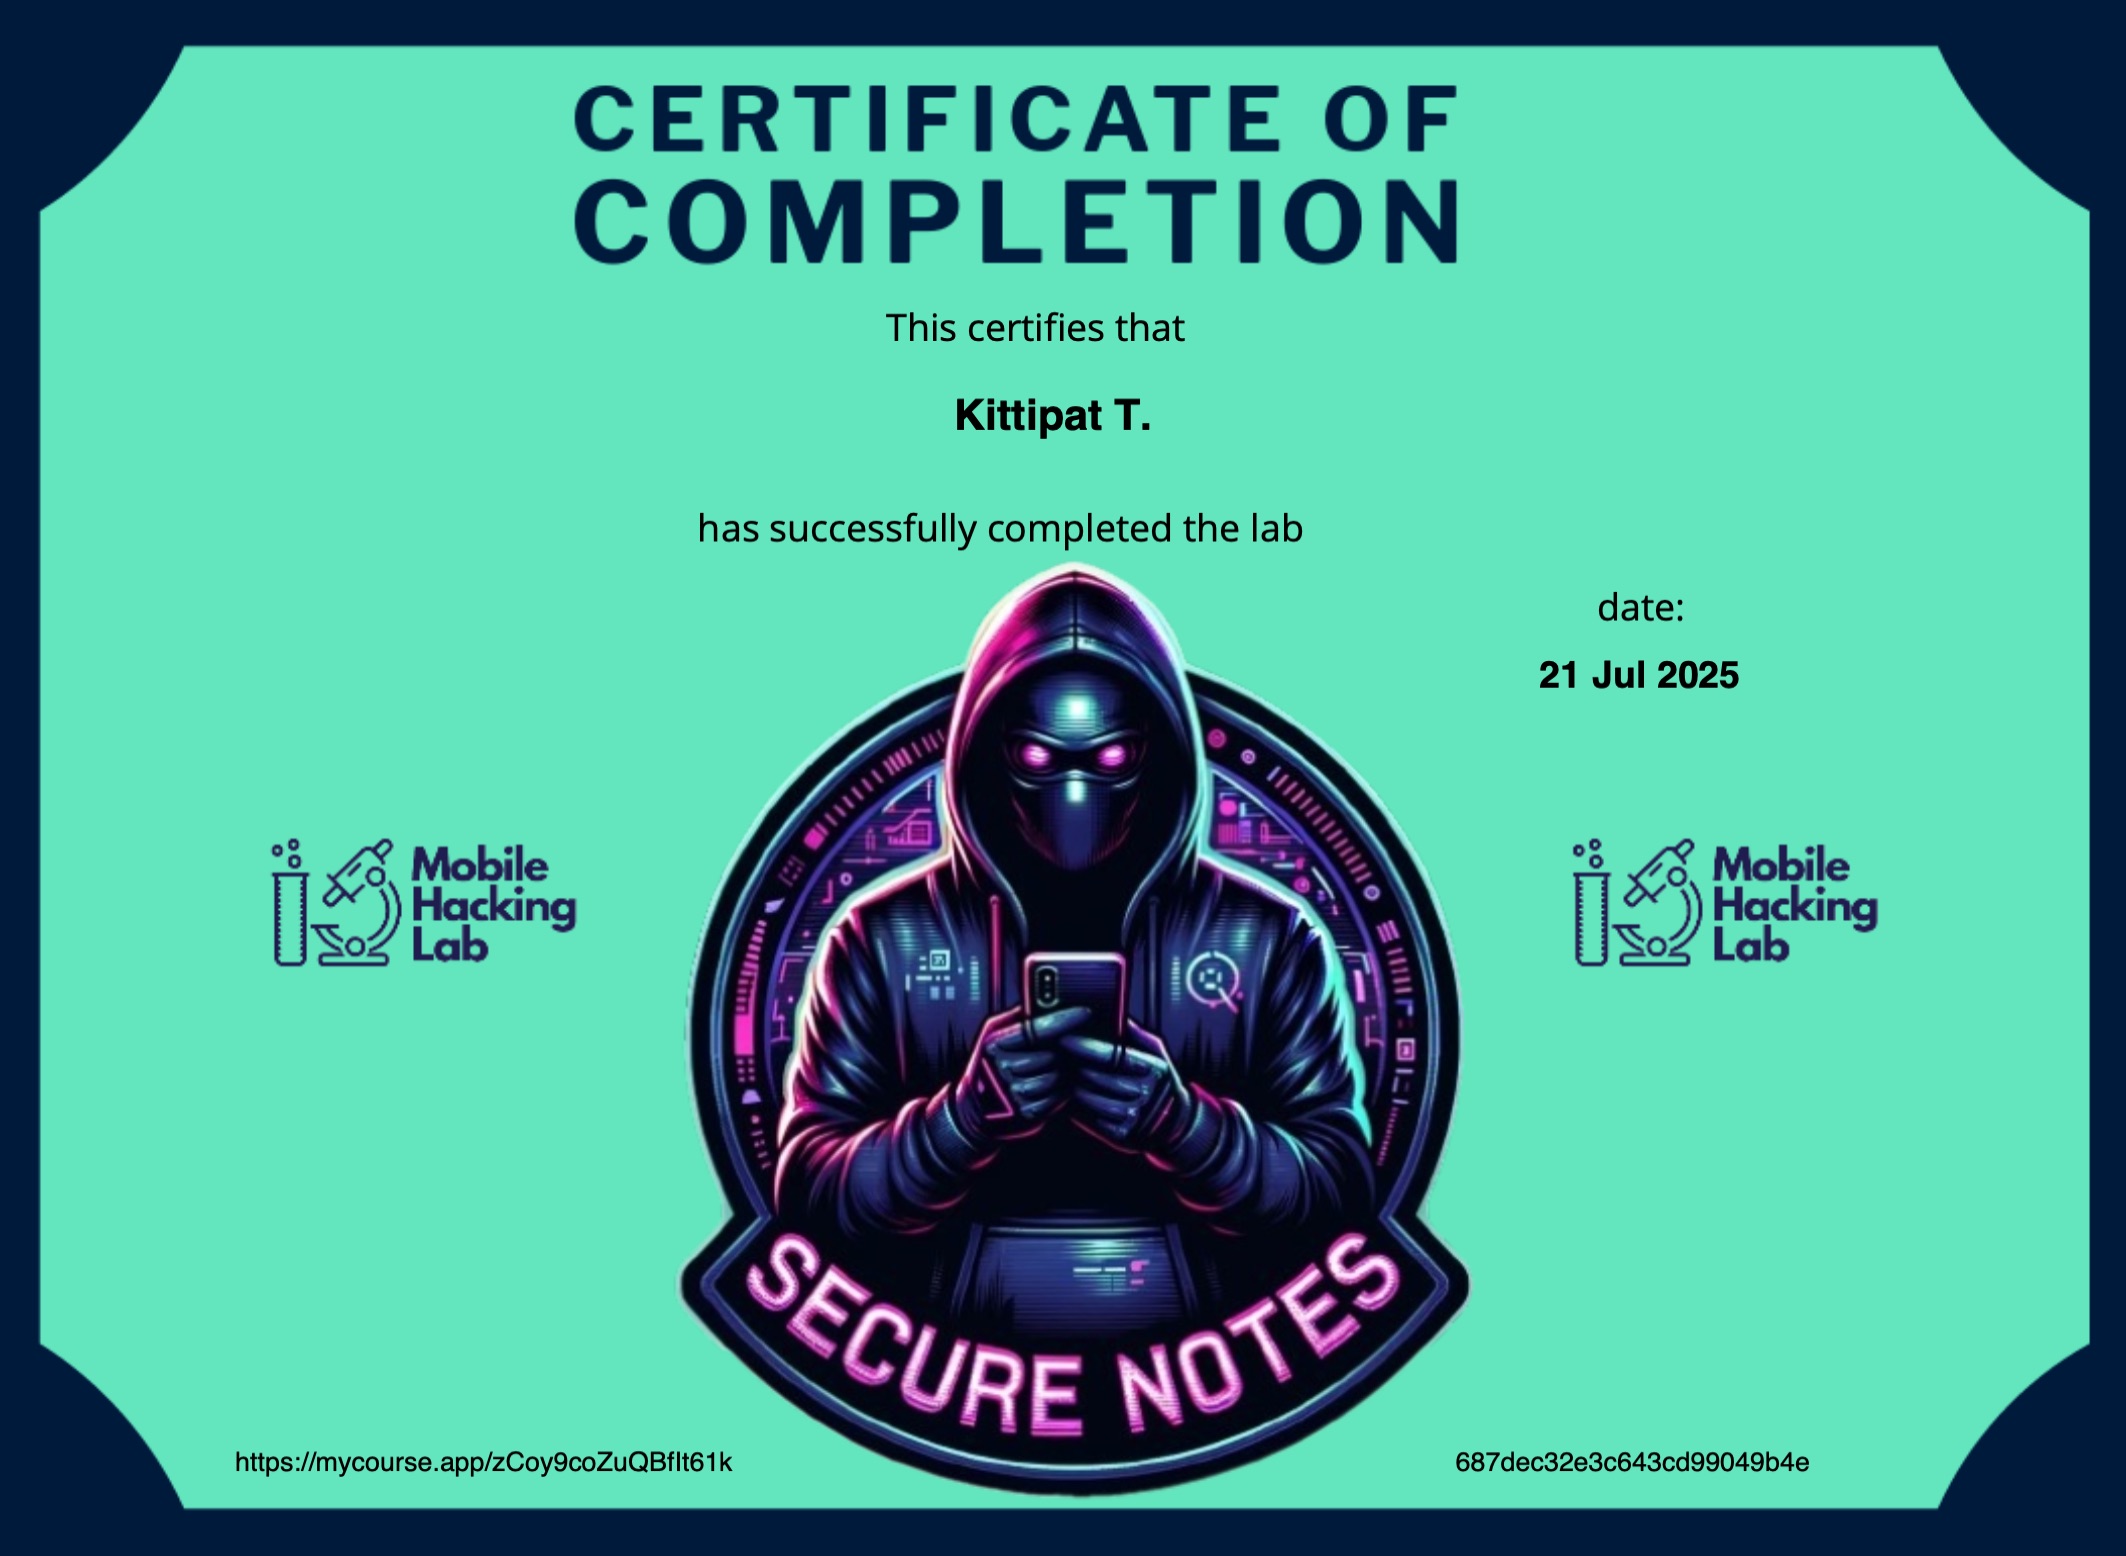 CERTIFICATE OF
COMPLETION
This certifies that
Kittipat T.
has successfully completed the lab
date:
21 Jul 2025
Mobile
Hacking
Lab
Mobile
Hacking
Lab
SECURE NOTES
https://mycourse.app/zCoy9coZuQBfIt61k
687dec32e3c643cd99049b4e